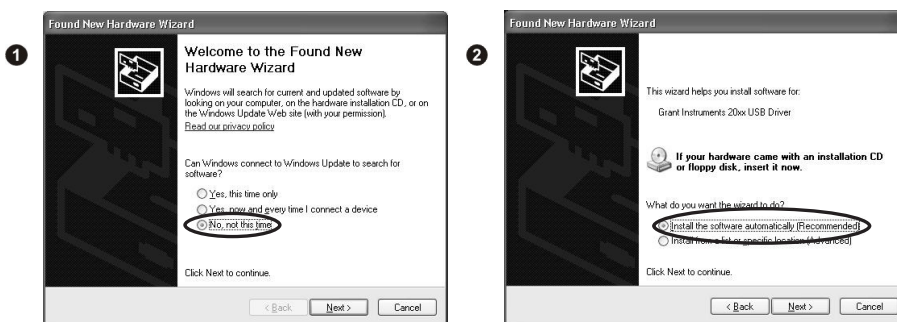 1
Found New Hardware Wizard
Welcome to the Found New
Hardware Wizard
Windows will search for current and updated software by
looking on your computer, on the hardware installation CD, or on
the Windows Update Web site (with your permission).
Read our privacy policy
Can Windows connect to Windows Update to search for
software?
Yes, this time only
Yes, now and every time I connect a device
No, not this time
Click Next to continue.
< Back
Next >
Cancel
2
Found New Hardware Wizard
This wizard helps you install software for:
Grant Instruments 20xx USB Driver
If your hardware came with an installation CD
or floppy disk, insert it now.
What do you want the wizard to do?
Install the software automatically (Recommended)
Install from a list or specific location (Advanced)
Click Next to continue.
< Back
Next >
Cancel